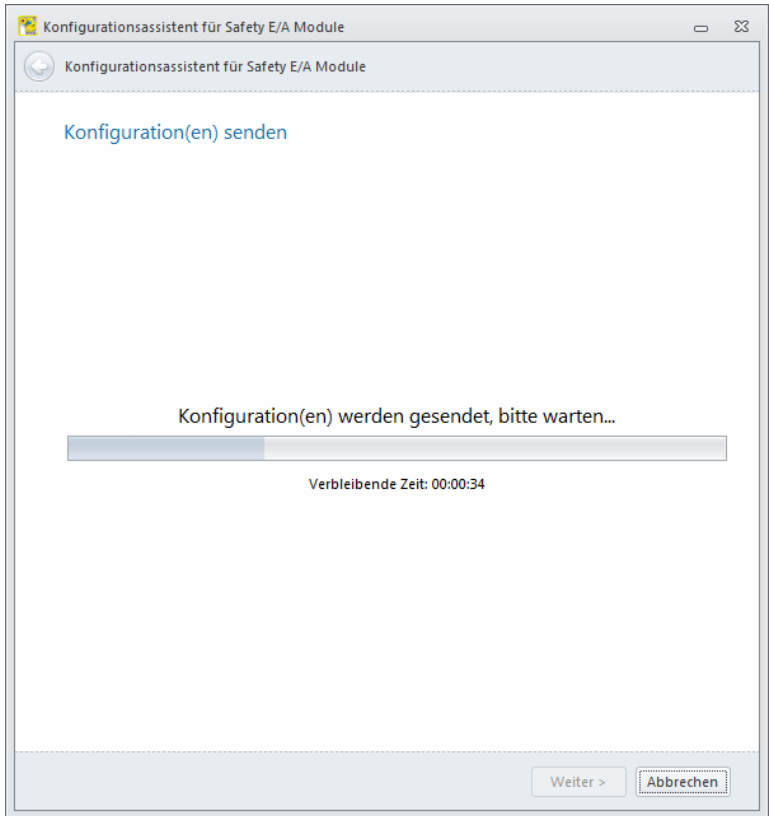 Konfigurationsassistent für Safety E/A Module
Konfigurationsassistent für Safety E/A Module
Konfiguration(en) senden
Konfiguration(en) werden gesendet, bitte warten...
Verbleibende Zeit: 00:00:34
Weiter > Abbrechen